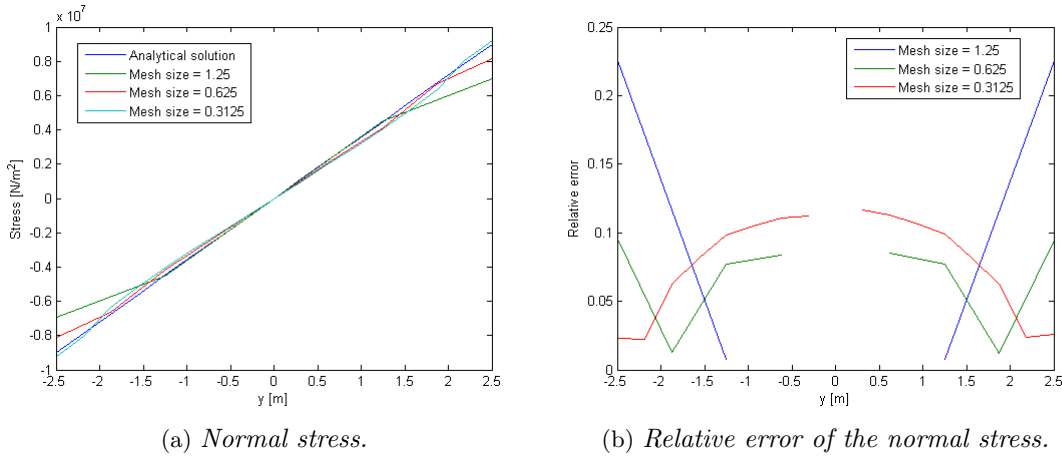 x 10^7
1
0.8
0.6
0.4
0.2
0
-0.2
-0.4
-0.6
-0.8
-1
Stress [N/m^2]
Analytical solution
Mesh size = 1.25
Mesh size = 0.625
Mesh size = 0.3125
-2.5 -2 -1.5 -1 -0.5 0 0.5 1 1.5 2 2.5
y [m]
(a) Normal stress.
0.25
0.2
0.15
0.1
0.05
0
Relative error
Mesh size = 1.25
Mesh size = 0.625
Mesh size = 0.3125
-2.5 -2 -1.5 -1 -0.5 0 0.5 1 1.5 2 2.5
y [m]
(b) Relative error of the normal stress.